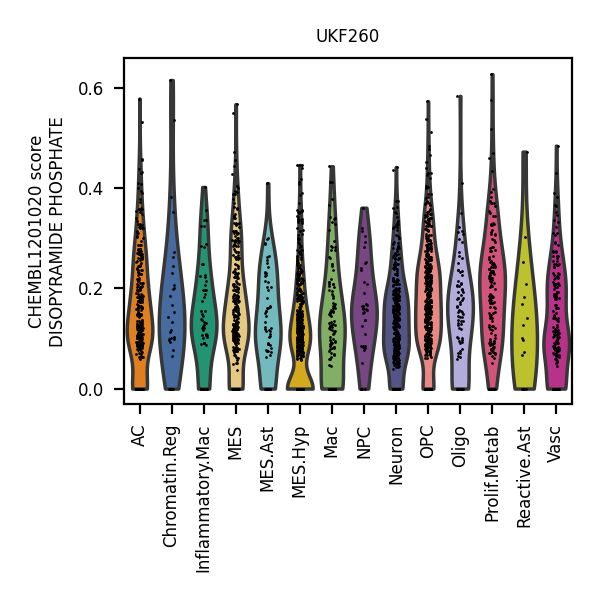 UKF260
CHEMBL1201020 score
DISOPYRAMIDE PHOSPHATE
0.6
0.4
0.2
0.0
AC
Chromatin.Reg
Inflammatory.Mac
MES
MES.Ast
MES.Hyp
Mac
NPC
Neuron
OPC
Oligo
Prolif.Metab
Reactive.Ast
Vasc